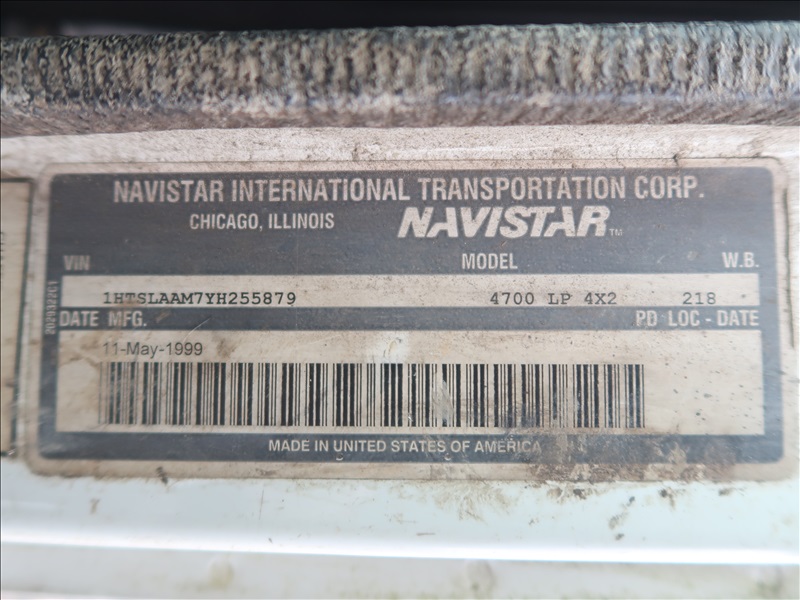 NAVISTAR INTERNATIONAL TRANSPORTATION CORP.
CHICAGO, ILLINOIS NAVISTAR™
VIN MODEL W.B.
1HTSLAAM7YH255879 4700 LP 4X2 218
DATE MFG. PD LOC - DATE
11-May-1999
MADE IN UNITED STATES OF AMERICA